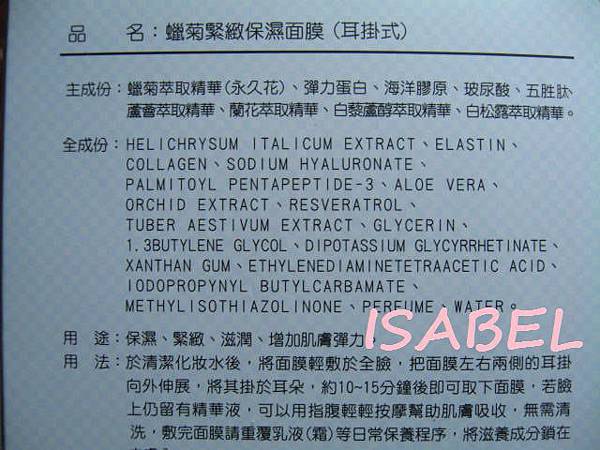 品　　名：蠟菊緊緻保濕面膜 (耳掛式)
主成份：蠟菊萃取精華(永久花)、彈力蛋白、海洋膠原、玻尿酸、五胜肽、
蘆薈萃取精華、蘭花萃取精華、白藜蘆醇萃取精華、白松露萃取精華。
全成份：HELICHRYSUM ITALICUM EXTRACT、ELASTIN、
COLLAGEN、SODIUM HYALURONATE、
PALMITOYL PENTAPEPTIDE-3、ALOE VERA、
ORCHID EXTRACT、RESVERATROL、
TUBER AESTIVUM EXTRACT、GLYCERIN、
1.3BUTYLENE GLYCOL、DIPOTASSIUM GLYCYRRHETINATE、
XANTHAN GUM、ETHYLENEDIAMINETETRAACETIC ACID、
IODOPROPYNYL BUTYLCARBAMATE、
METHYLISOTHIAZOLINONE、PERFUME、WATER。
ISABEL
用　途：保濕、緊緻、滋潤、增加肌膚彈力。
用　法：於清潔化妝水後，將面膜輕敷於全臉，把面膜左右兩側的耳掛
向外伸展，將其掛於耳朵，約10~15分鐘後即可取下面膜，若臉
上仍留有精華液，可以用指腹輕輕按摩幫助肌膚吸收，無需清
洗，敷完面膜請重覆乳液(霜)等日常保養程序，將滋養成分鎖在